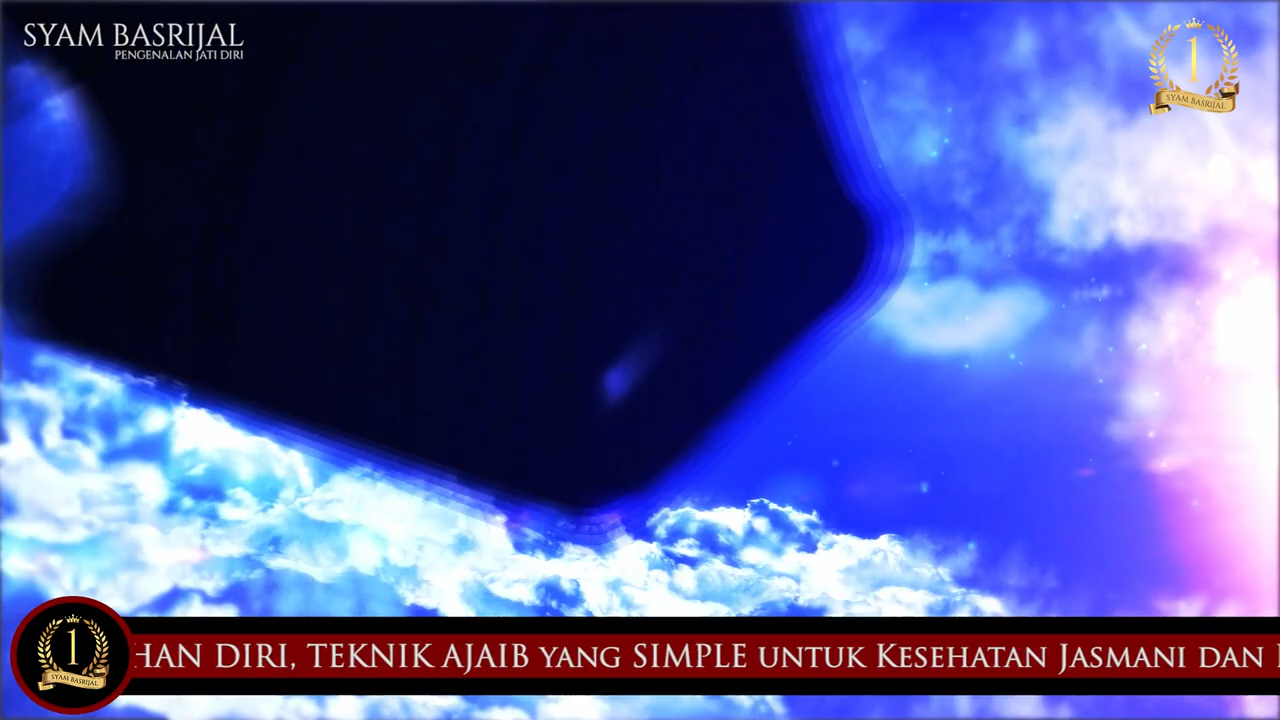 SYAM BASRIJAL
PENGENALAN JATI DIRI
1
SYAM BASRIJAL
1
SYAM BASRIJAL
HAN DIRI, TEKNIK AJAIB YANG SIMPLE UNTUK KESEHATAN JASMANI DAN